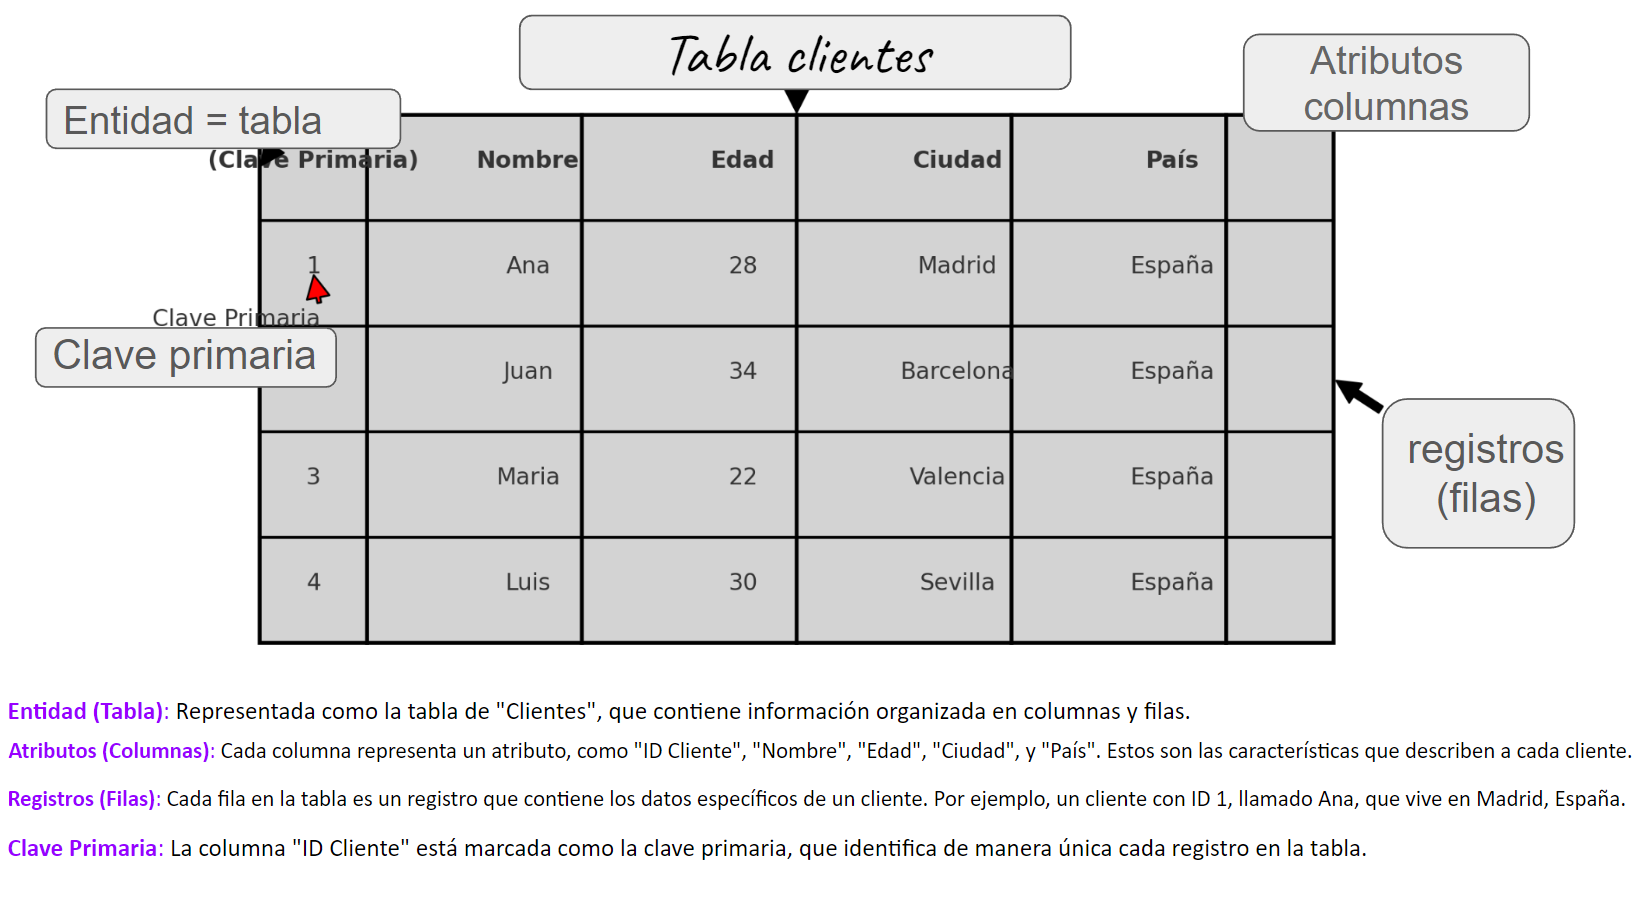 Tabla clientes
Atributos
columnas
Entidad = tabla
(Clave Primaria) Nombre Edad Ciudad País
1 Ana 28 Madrid España
Clave Primaria
Clave primaria
Juan 34 Barcelona España
registros
(filas)
3 Maria 22 Valencia España
4 Luis 30 Sevilla España
Entidad (Tabla): Representada como la tabla de "Clientes", que contiene información organizada en columnas y filas.
Atributos (Columnas): Cada columna representa un atributo, como "ID Cliente", "Nombre", "Edad", "Ciudad", y "País". Estos son las características que describen a cada cliente.
Registros (Filas): Cada fila en la tabla es un registro que contiene los datos específicos de un cliente. Por ejemplo, un cliente con ID 1, llamado Ana, que vive en Madrid, España.
Clave Primaria: La columna "ID Cliente" está marcada como la clave primaria, que identifica de manera única cada registro en la tabla.